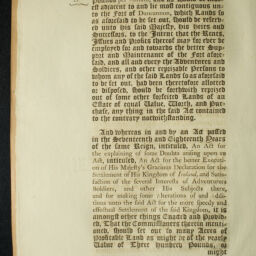 et adjacent to and lie most contiguous un-
to the Fort of Duncannon, which Lands so
as aforesaid to be set out, should be reserv-
ed unto his said Majesty, his Heirs and
Successors, to the Intent that the Rents,
Issues and Profits thereof may for ever be
employed for and towards the better Sup-
port and Maintenance of the Fort afore-
said, and all and every the Adventurers and
Soldiers, and other reprizable Persons to
whom any of the said Lands so as aforesaid
to be set out, had been theretofore allotted
or disposed, should be forthwith reprized
out of some other forfeited Lands of an
Estate of equal Value, Worth, and Pur-
chase, any thing in the said Act contained
to the contrary notwithstanding.
And whereas in and by an Act passed
in the Seventeenth and Eighteenth Years
of the same Reign, intituled, An Act for
the explaining of some Doubts arising upon an
Act, intituled, An Act for the better Executi-
on of His Majesty's Gracious Declaration for the
Settlement of His Kingdom of Ireland, and Satis-
faction of the several Interests of Adventurers
Soldiers, and other His Subjects there,
and for making some Alterations of and Addi-
tions unto the said Act for the more speedy and
effectual Settlement of the said Kingdom, It is
amongst other things Enacted and Provid-
ed, That the Commissioners therein menti-
oned, should set out so many Acres of
Profitable Land as might be of the yearly
Value of Three Hundred Pounds, as
might